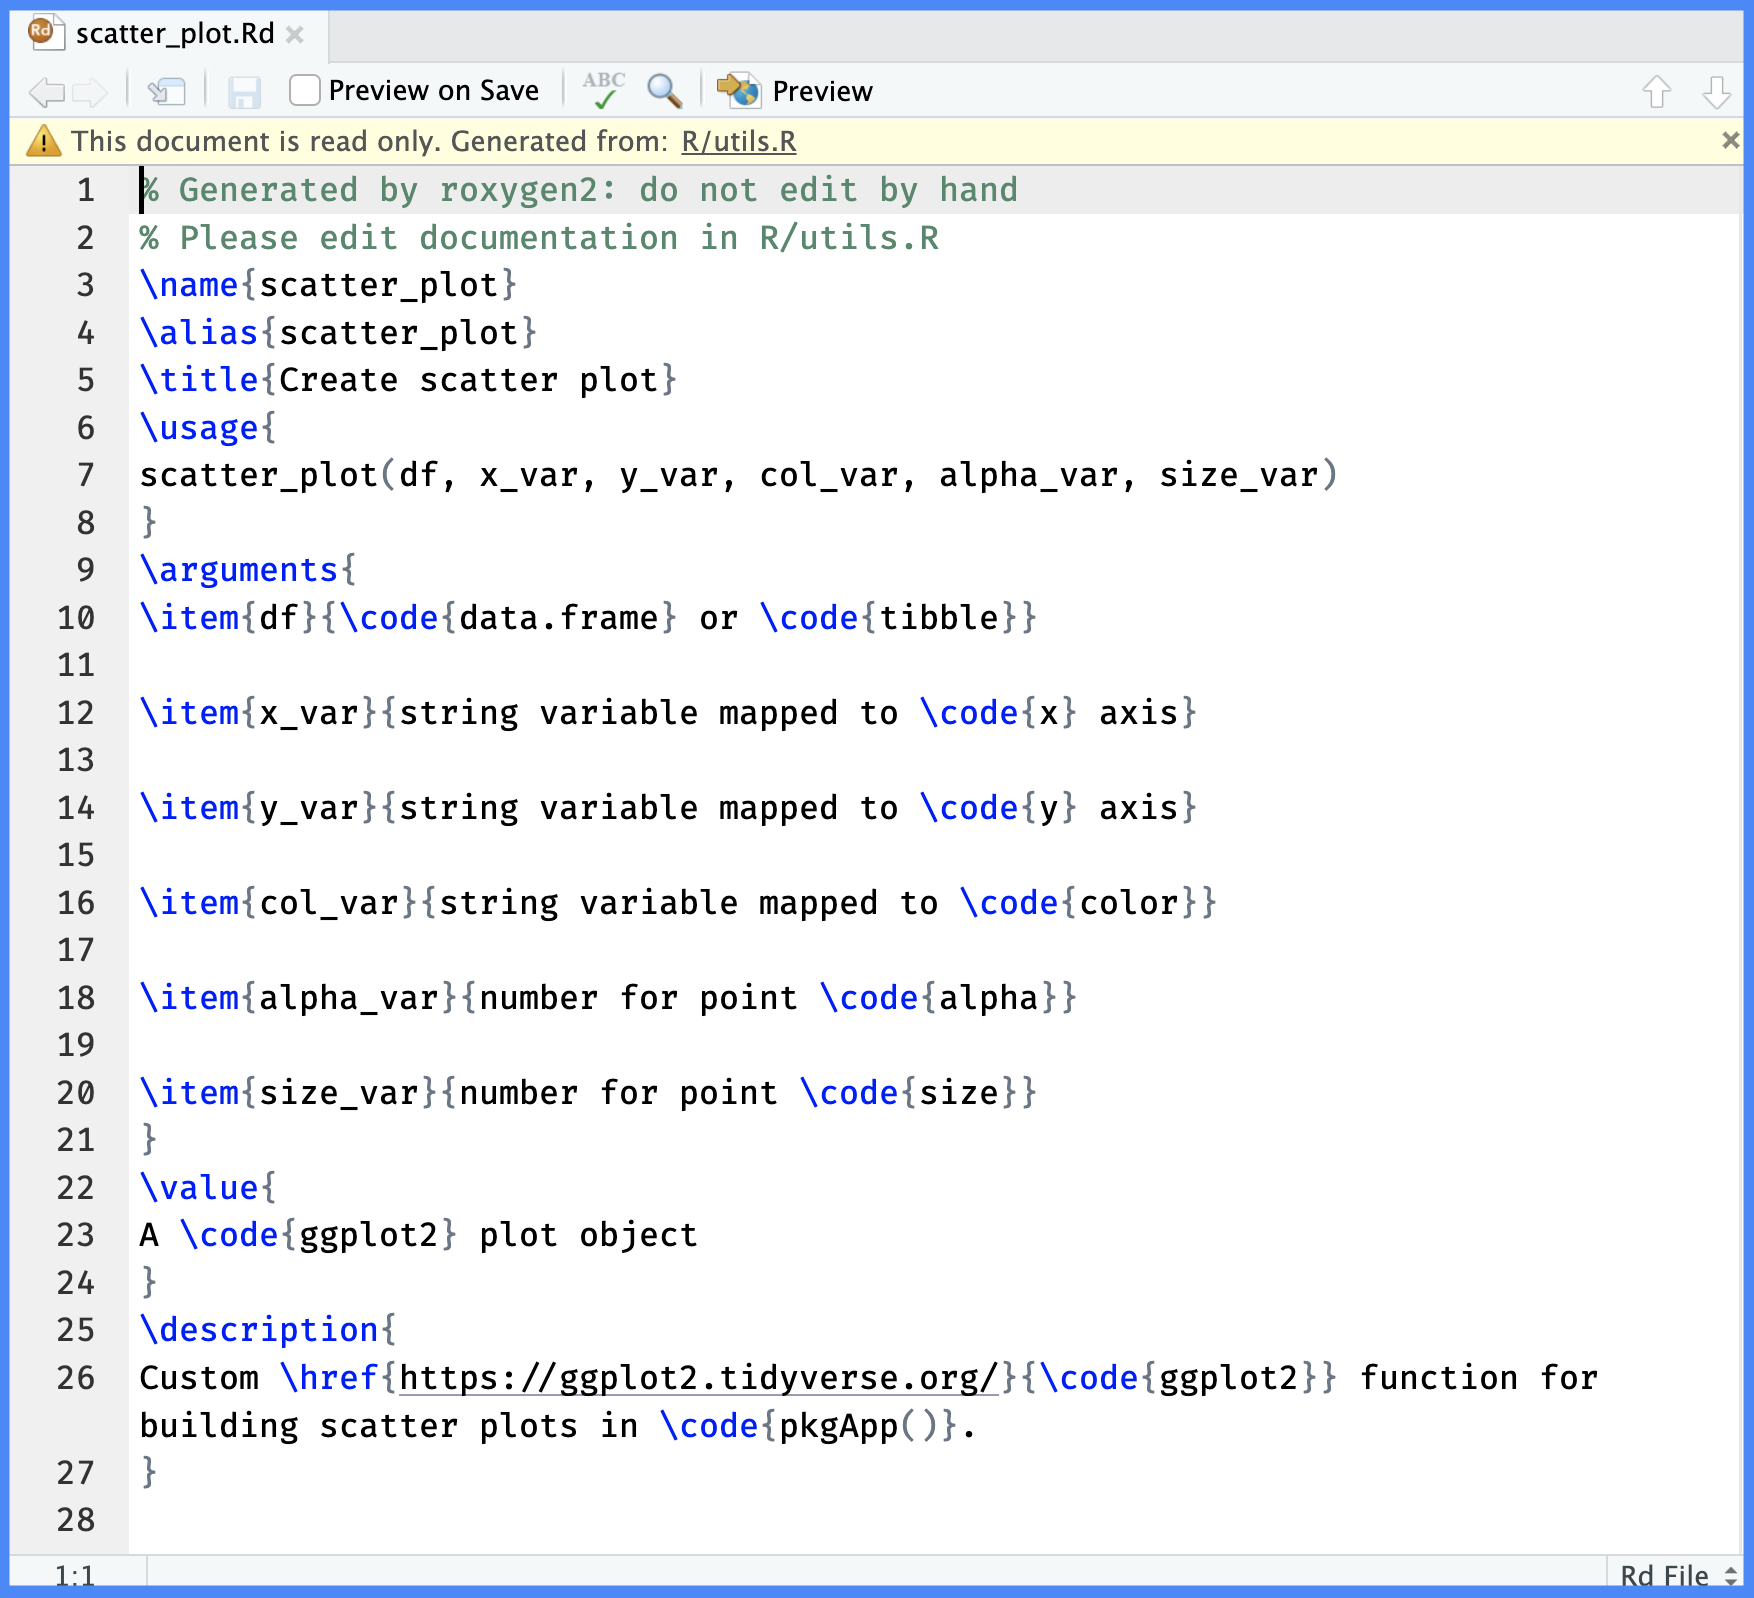 scatter_plot.Rd
Preview on Save ABC Preview
This document is read only. Generated from: R/utils.R
1 % Generated by roxygen2: do not edit by hand
2 % Please edit documentation in R/utils.R
3 \name{scatter_plot}
4 \alias{scatter_plot}
5 \title{Create scatter plot}
6 \usage{
7 scatter_plot(df, x_var, y_var, col_var, alpha_var, size_var)
8 }
9 \arguments{
10 \item{df}{\code{data.frame} or \code{tibble}}
11
12 \item{x_var}{string variable mapped to \code{x} axis}
13
14 \item{y_var}{string variable mapped to \code{y} axis}
15
16 \item{col_var}{string variable mapped to \code{color}}
17
18 \item{alpha_var}{number for point \code{alpha}}
19
20 \item{size_var}{number for point \code{size}}
21 }
22 \value{
23 A \code{ggplot2} plot object
24 }
25 \description{
26 Custom \href{https://ggplot2.tidyverse.org/}{\code{ggplot2}} function for
building scatter plots in \code{pkgApp()}.
27 }
28
1:1 Rd File